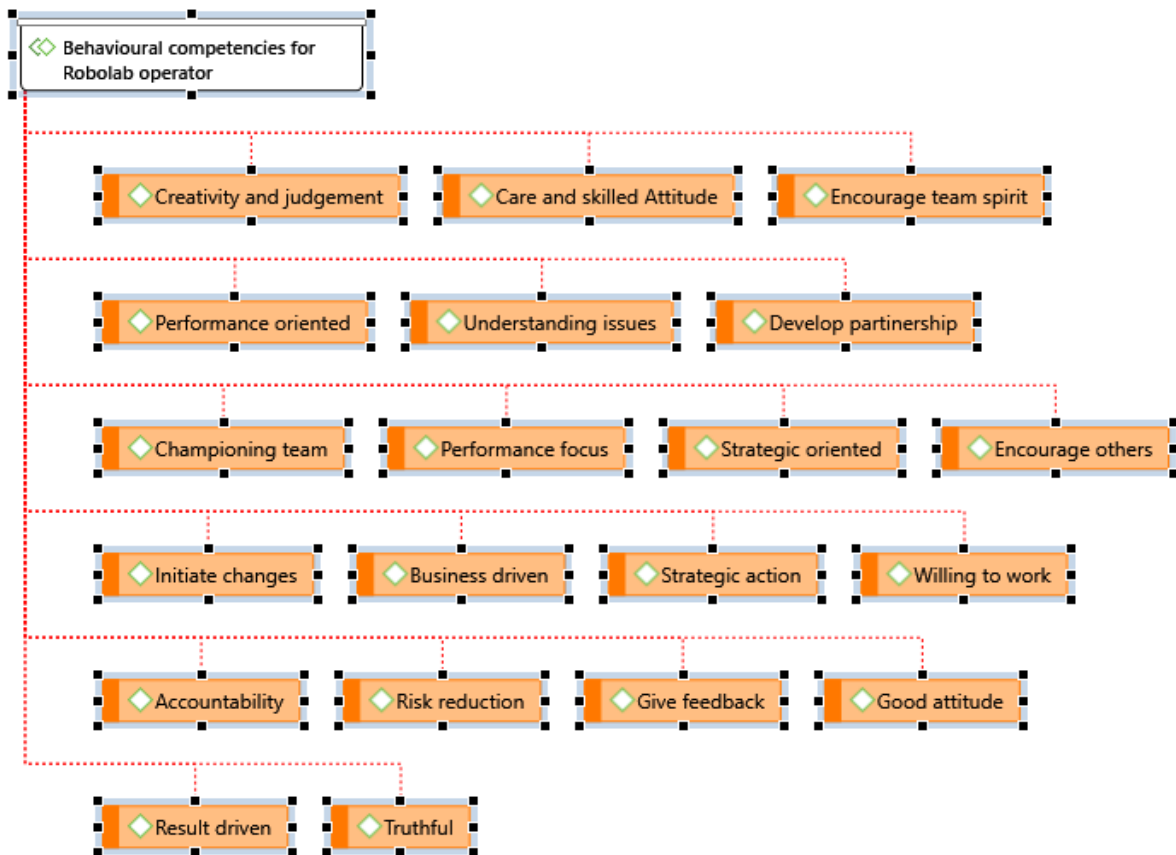 Behavioural competencies for
Robolab operator
Creativity and judgement
Care and skilled Attitude
Encourage team spirit
Performance oriented
Understanding issues
Develop partinership
Championing team
Performance focus
Strategic oriented
Encourage others
Initiate changes
Business driven
Strategic action
Willing to work
Accountability
Risk reduction
Give feedback
Good attitude
Result driven
Truthful